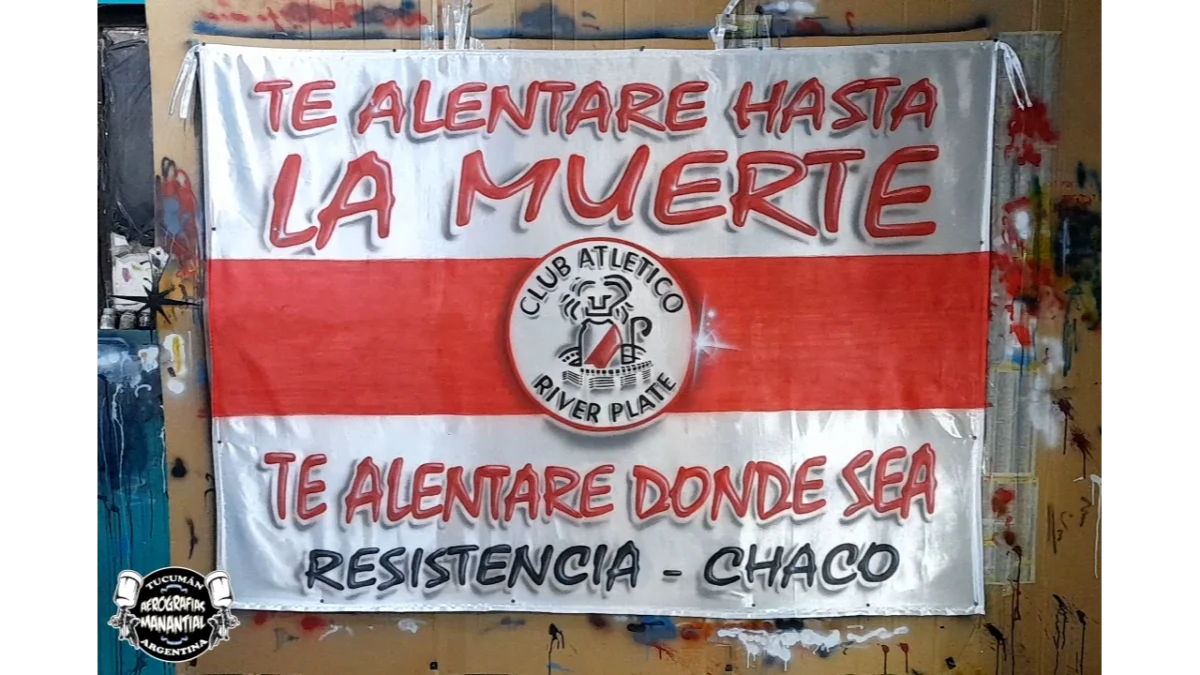 TE ALENTARE HASTA
LA MUERTE
CLUB ATLETICO
RIVER PLATE
TE ALENTARE DONDE SEA
RESISTENCIA - CHACO
TUCUMÁN
AEROGRAFIAS
MANANTIAL
ARGENTINA